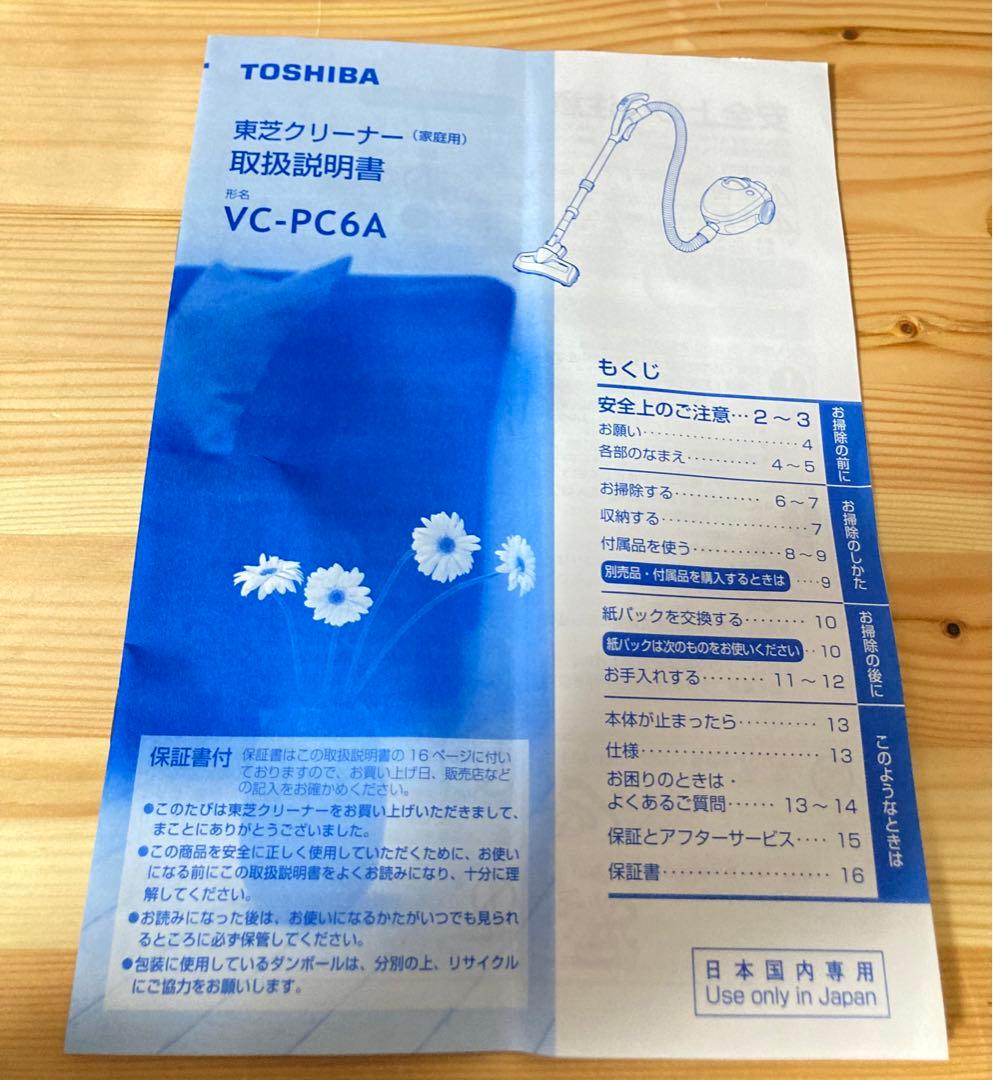 TOSHIBA
東芝クリーナー(家庭用)
取扱説明書
形名
VC-PC6A
保証書付
保証書はこの取扱説明書の16ページに付い
ておりますので、お買い上げ日、販売店など
の記入をお確かめください。
●このたびは東芝クリーナーをお買い上げいただきまして、
まことにありがとうございました。
●この商品を安全に正しく使用していただくために、お使い
になる前にこの取扱説明書をよくお読みになり、十分に理
解してください。
●お読みになった後は、お使いになるかたがいつでも見られ
るところに必ず保管してください。
●包装に使用しているダンボールは、分別の上、リサイクル
にご協力をお願いします。
もくじ
安全上のご注意…2〜3
お願い……………………4
各部のなまえ…………4〜5
お掃除の前に
お掃除する…………6〜7
収納する…………………7
付属品を使う…………8〜9
別売品・付属品を購入するときは…9
お掃除のしかた
紙パックを交換する………10
紙パックは次のものをお使いください…10
お手入れする………11〜12
お掃除の後に
本体が止まったら…………13
仕様…………………………13
お困りのときは・
よくあるご質問……13〜14
保証とアフターサービス…15
保証書………………………16
このようなときは
日本国内専用
Use only in Japan